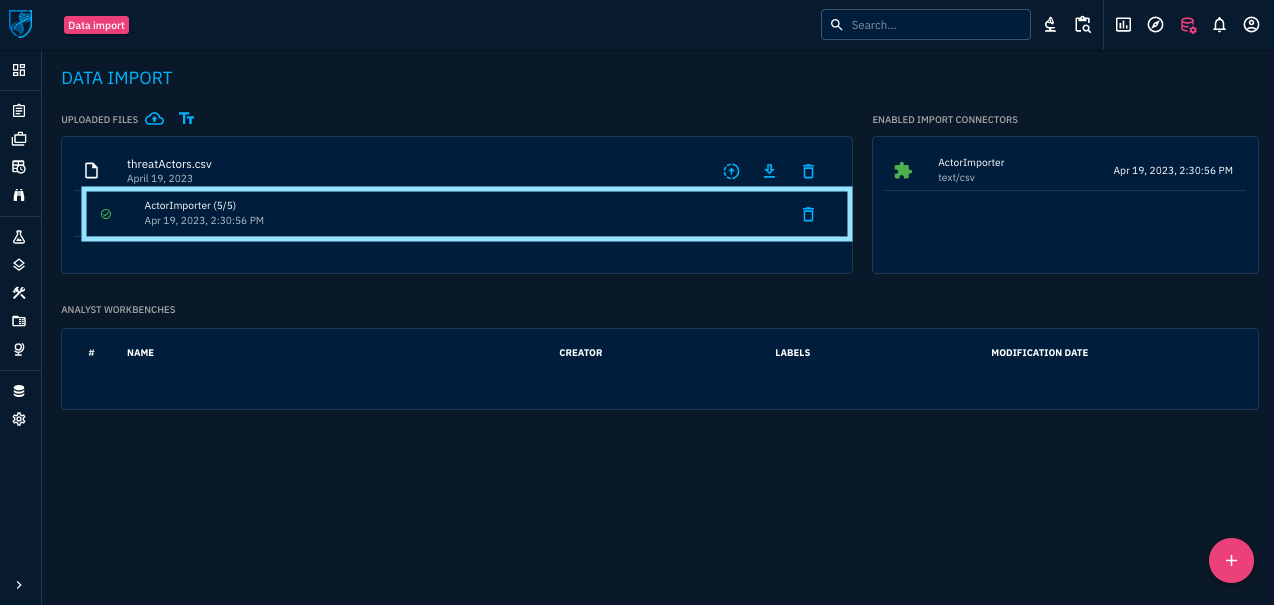 Data import
Search...
DATA IMPORT
UPLOADED FILES
threatActors.csv
April 19, 2023
ActorImporter (5/5)
Apr 19, 2023, 2:30:56 PM
ENABLED IMPORT CONNECTORS
ActorImporter
text/csv
Apr 19, 2023, 2:30:56 PM
ANALYST WORKBENCHES
# NAME CREATOR LABELS MODIFICATION DATE